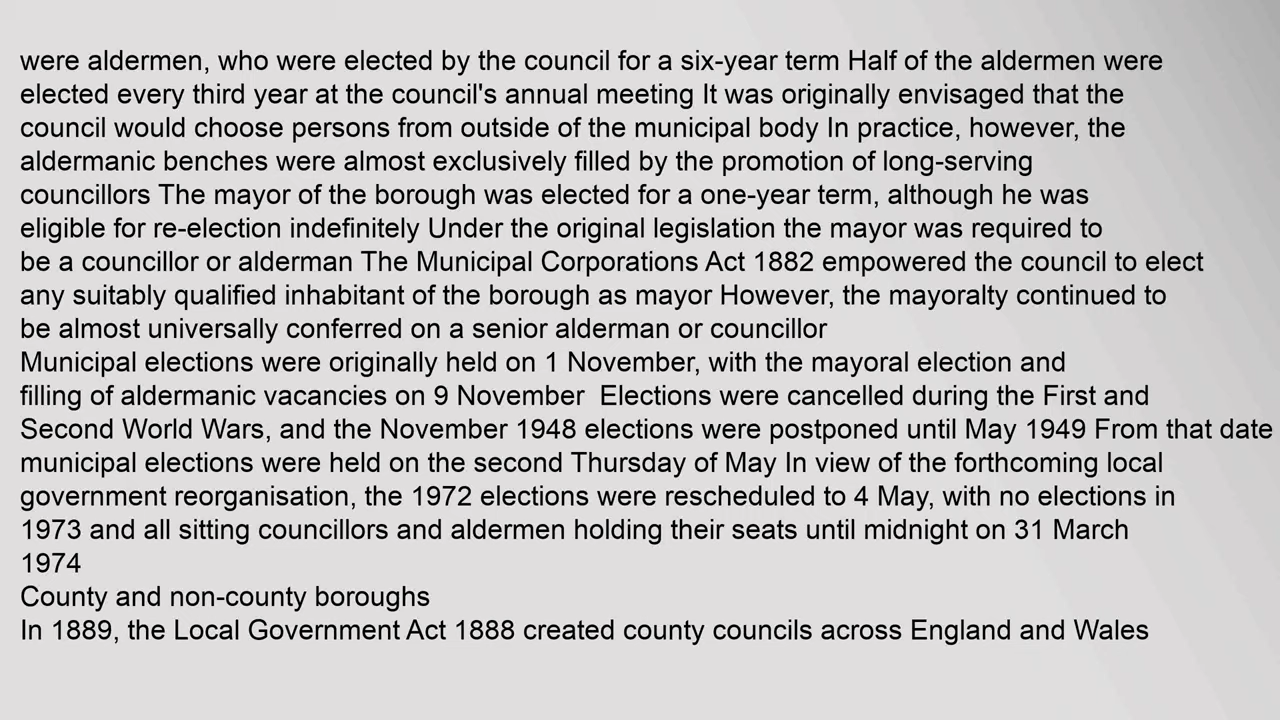 were aldermen, who were elected by the council for a six-year term Half of the aldermen were
elected every third year at the council's annual meeting It was originally envisaged that the
council would choose persons from outside of the municipal body In practice, however, the
aldermanic benches were almost exclusively filled by the promotion of long-serving
councillors The mayor of the borough was elected for a one-year term, although he was
eligible for re-election indefinitely Under the original legislation the mayor was required to
be a councillor or alderman The Municipal Corporations Act 1882 empowered the council to elect
any suitably qualified inhabitant of the borough as mayor However, the mayoralty continued to
be almost universally conferred on a senior alderman or councillor
Municipal elections were originally held on 1 November, with the mayoral election and
filling of aldermanic vacancies on 9 November  Elections were cancelled during the First and
Second World Wars, and the November 1948 elections were postponed until May 1949 From that date
municipal elections were held on the second Thursday of May In view of the forthcoming local
government reorganisation, the 1972 elections were rescheduled to 4 May, with no elections in
1973 and all sitting councillors and aldermen holding their seats until midnight on 31 March
1974
County and non-county boroughs
In 1889, the Local Government Act 1888 created county councils across England and Wales